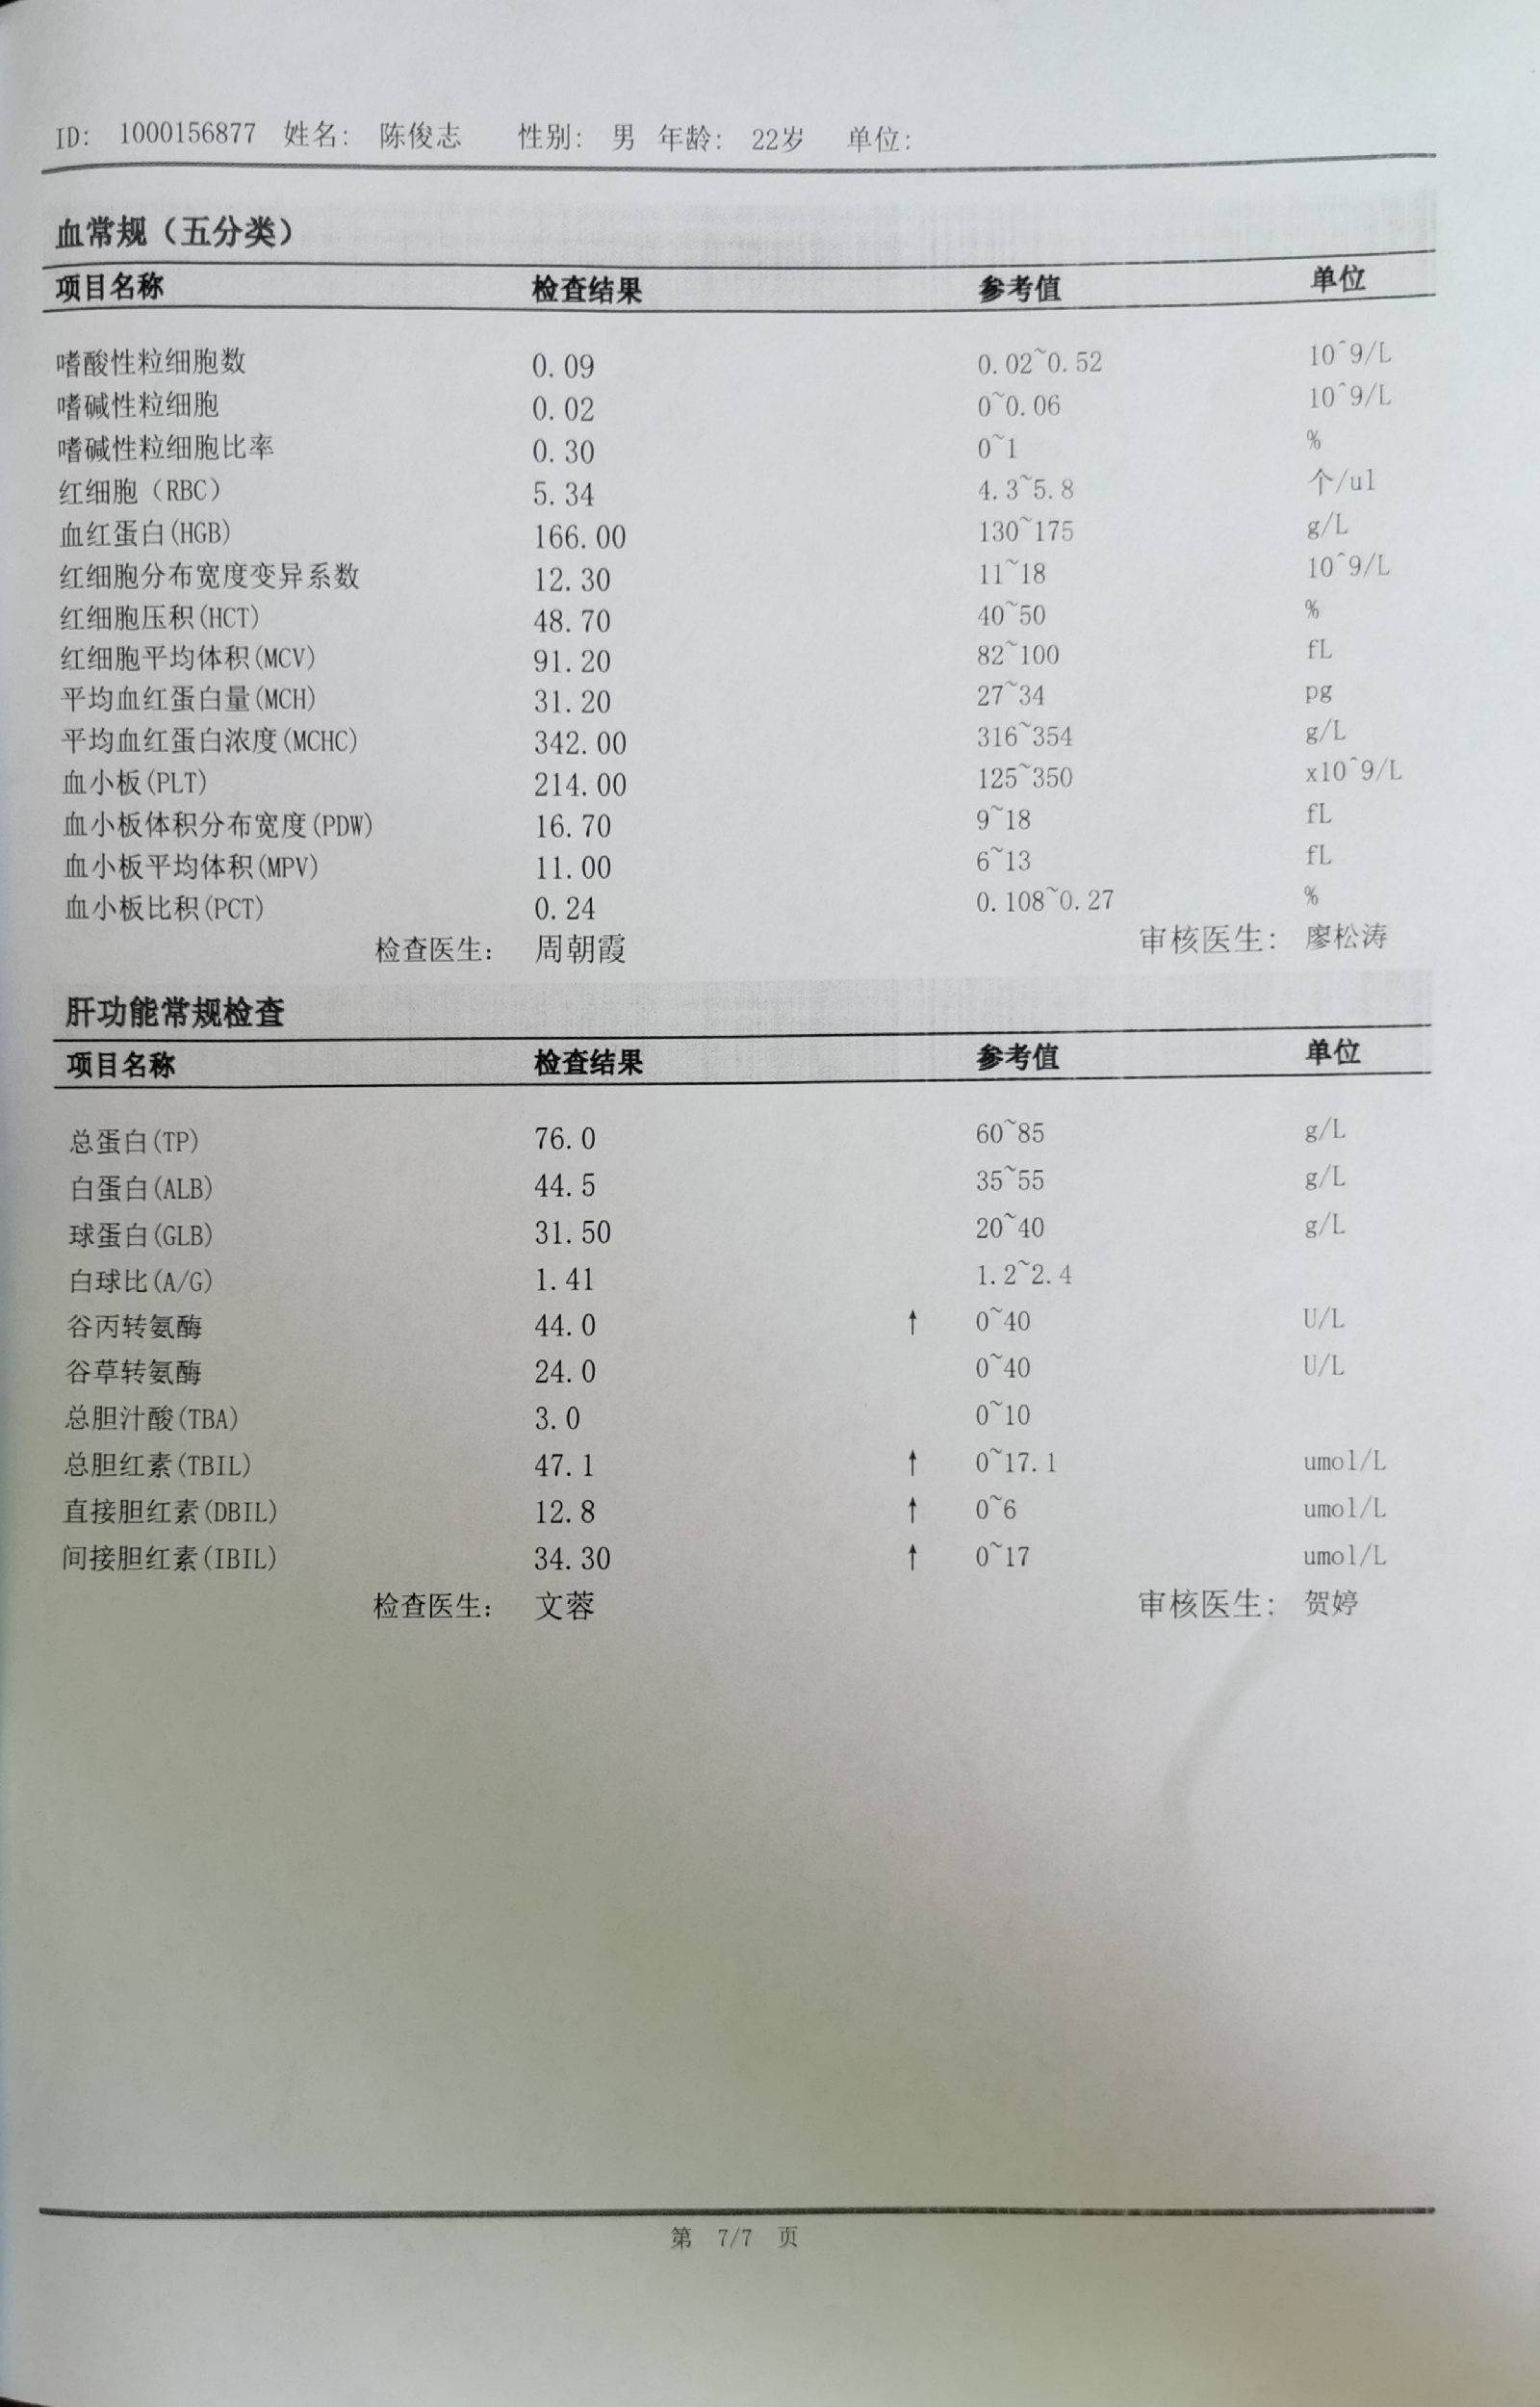 ID: 1000156877 姓名: 陈俊志 性别: 男 年龄: 22岁 单位:
血常规（五分类）
项目名称 检查结果 参考值 单位
嗜酸性粒细胞数 0.09 0.02~0.52 10^9/L
嗜碱性粒细胞 0.02 0~0.06 10^9/L
嗜碱性粒细胞比率 0.30 0~1 %
红细胞（RBC） 5.34 4.3~5.8 个/ul
血红蛋白(HGB) 166.00 130~175 g/L
红细胞分布宽度变异系数 12.30 11~18 10^9/L
红细胞压积(HCT) 48.70 40~50 %
红细胞平均体积(MCV) 91.20 82~100 fL
平均血红蛋白量(MCH) 31.20 27~34 pg
平均血红蛋白浓度(MCHC) 342.00 316~354 g/L
血小板(PLT) 214.00 125~350 x10^9/L
血小板体积分布宽度(PDW) 16.70 9~18 fL
血小板平均体积(MPV) 11.00 6~13 fL
血小板比积(PCT) 0.24 0.108~0.27 %
检查医生: 周朝霞 审核医生: 廖松涛
肝功能常规检查
项目名称 检查结果 参考值 单位
总蛋白(TP) 76.0 60~85 g/L
白蛋白(ALB) 44.5 35~55 g/L
球蛋白(GLB) 31.50 20~40 g/L
白球比(A/G) 1.41 1.2~2.4
谷丙转氨酶 44.0 ↑ 0~40 U/L
谷草转氨酶 24.0 0~40 U/L
总胆汁酸(TBA) 3.0 0~10
总胆红素(TBIL) 47.1 ↑ 0~17.1 umol/L
直接胆红素(DBIL) 12.8 ↑ 0~6 umol/L
间接胆红素(IBIL) 34.30 ↑ 0~17 umol/L
检查医生: 文蓉 审核医生: 贺婷
第 7/7 页